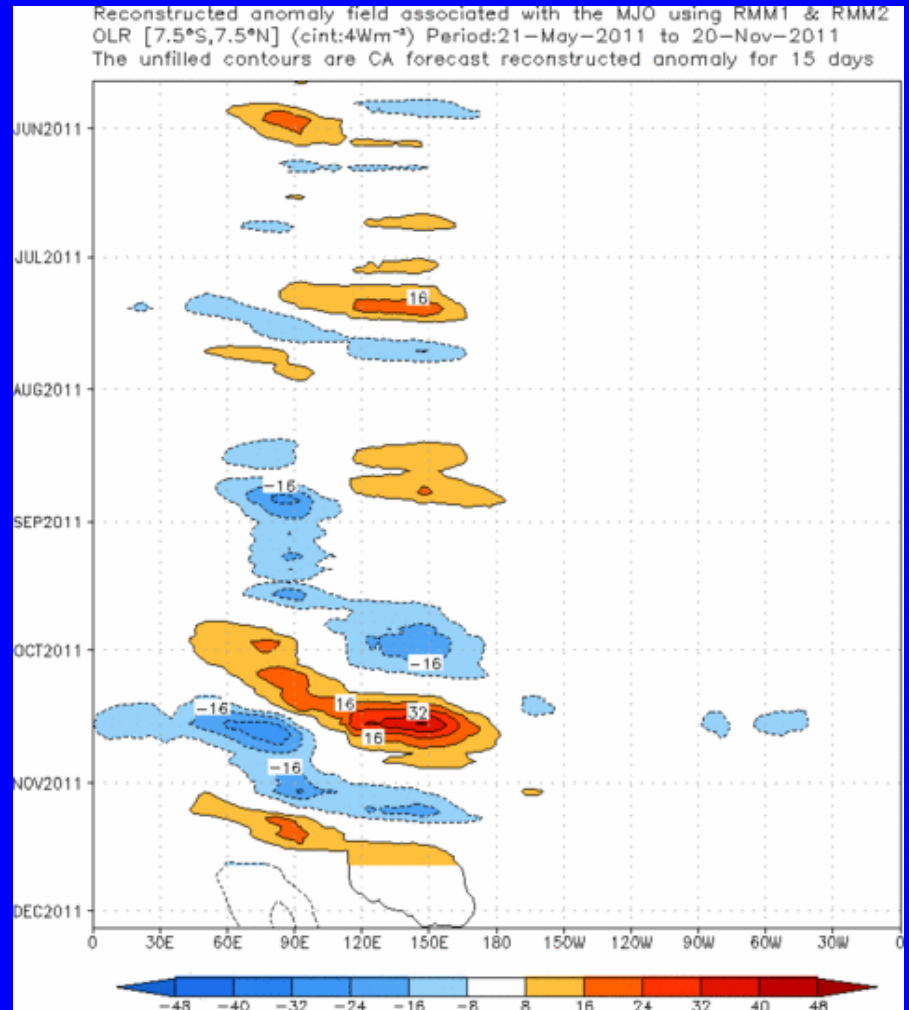 Reconstructed anomaly field associated with the MJO using RMM1 & RMM2
OLR [7.5°S,7.5°N] (cint:4Wm⁻²) Period:21-May-2011 to 20-Nov-2011
The unfilled contours are CA forecast reconstructed anomaly for 15 days
JUN2011
JUL2011
16
AUG2011
-16
SEP2011
OCT2011
-16
-16 16 32
16
-16
NOV2011
DEC2011
0 30E 60E 90E 120E 150E 180 150W 120W 90W 60W 30W 0
-48 -40 -32 -24 -16 -8 8 16 24 32 40 48